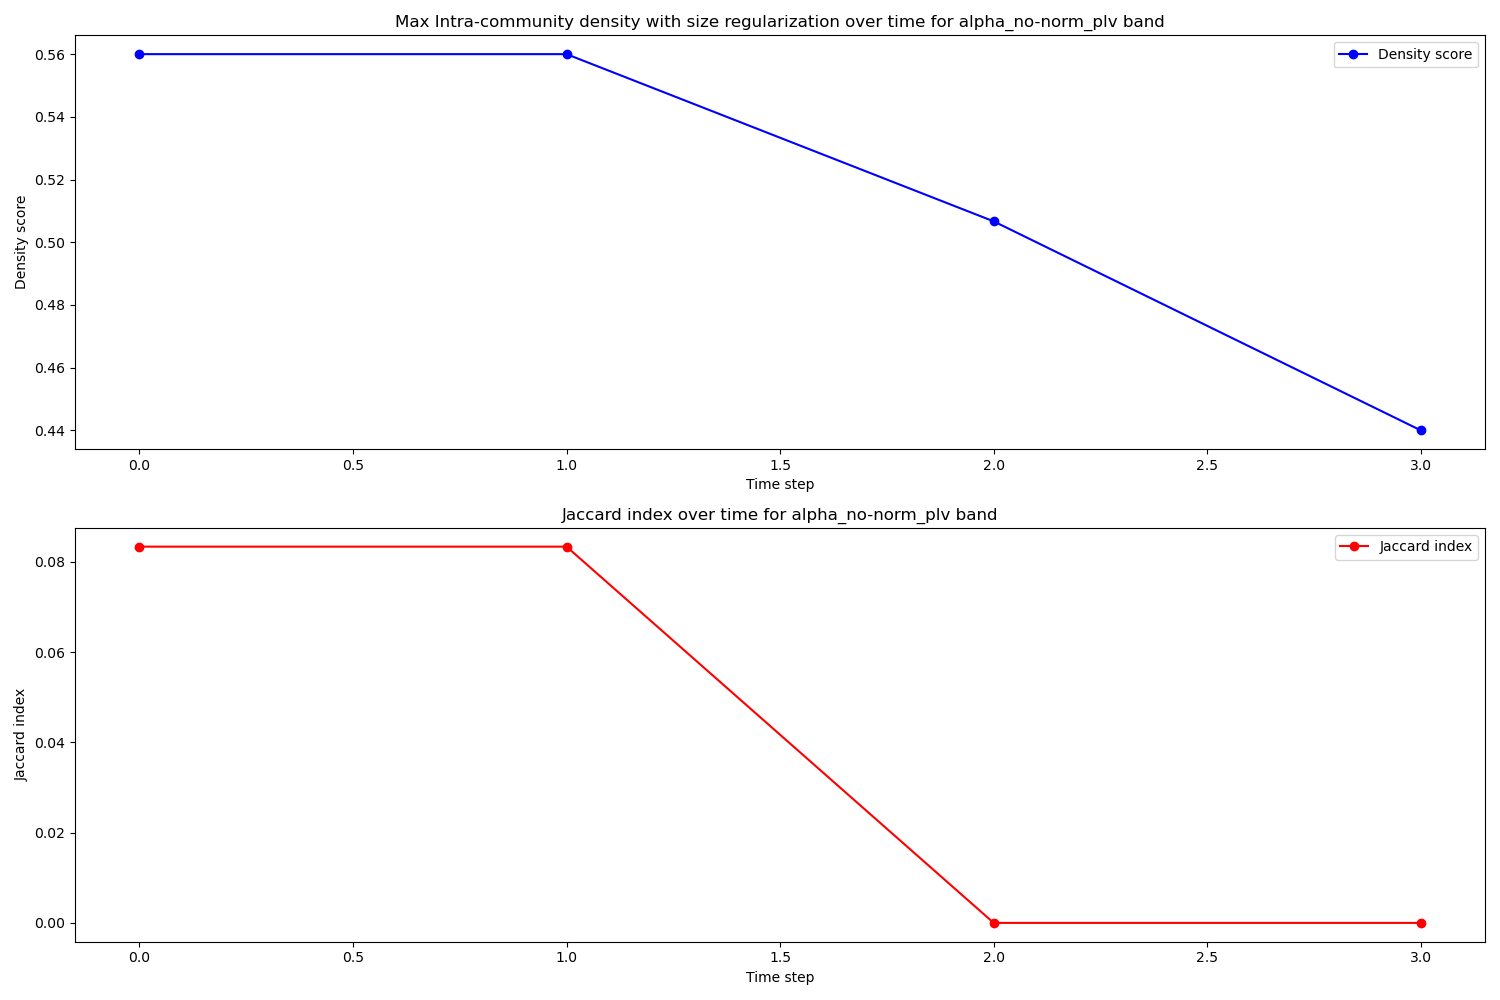 Max Intra-community density with size regularization over time for alpha_no-norm_plv band
Density score
0.56
0.54
0.52
0.50
0.48
0.46
0.44
Density score
0.0 0.5 1.0 1.5 2.0 2.5 3.0
Time step
Jaccard index over time for alpha_no-norm_plv band
Jaccard index
0.08
0.06
0.04
0.02
0.00
Jaccard index
0.0 0.5 1.0 1.5 2.0 2.5 3.0
Time step